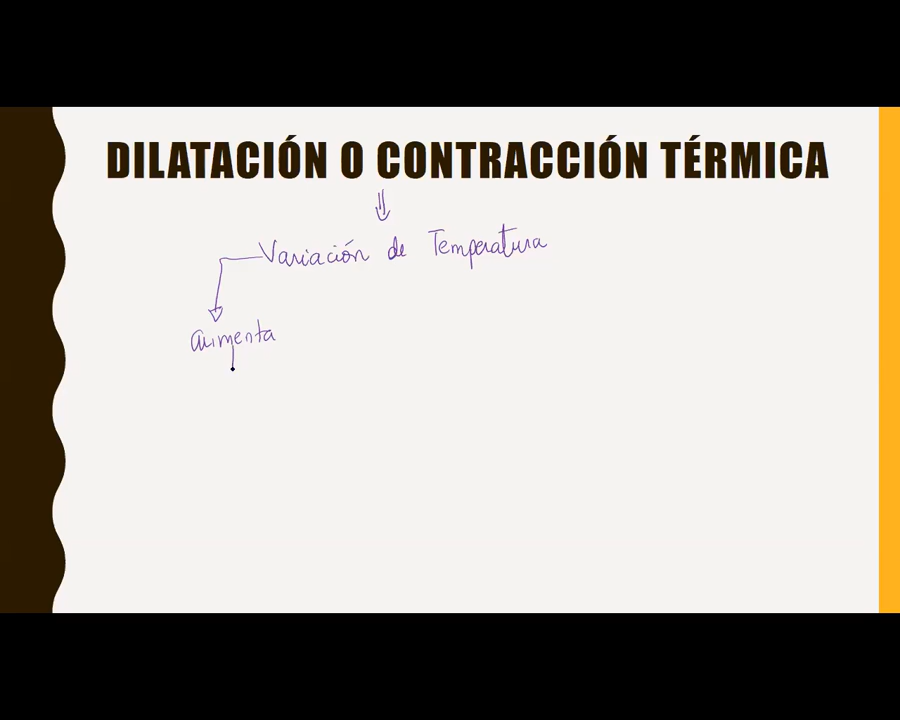 DILATACIÓN O CONTRACCIÓN TÉRMICA
Variación de Temperatura
aumenta